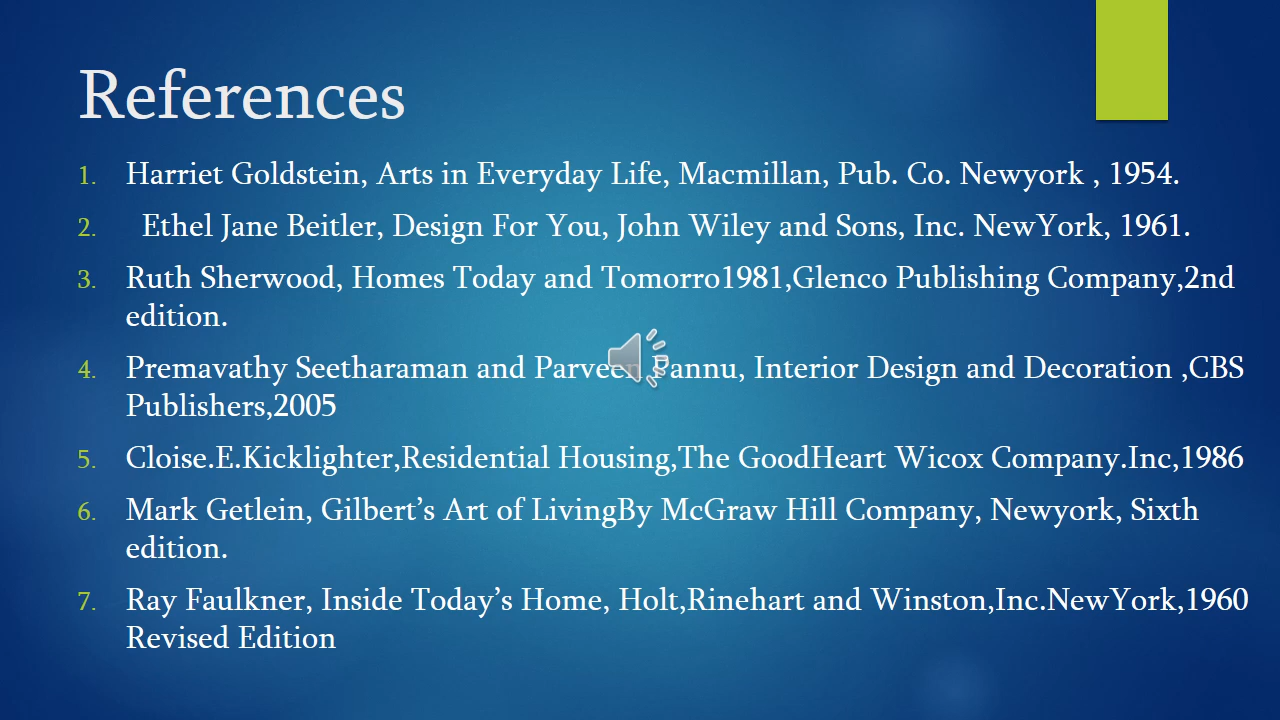 References
1. Harriet Goldstein, Arts in Everyday Life, Macmillan, Pub. Co. Newyork , 1954.
2. Ethel Jane Beitler, Design For You, John Wiley and Sons, Inc. NewYork, 1961.
3. Ruth Sherwood, Homes Today and Tomorro1981,Glenco Publishing Company,2nd
edition.
4. Premavathy Seetharaman and Parveen Pannu, Interior Design and Decoration ,CBS
Publishers,2005
5. Cloise.E.Kicklighter,Residential Housing,The GoodHeart Wicox Company.Inc,1986
6. Mark Getlein, Gilbert’s Art of LivingBy McGraw Hill Company, Newyork, Sixth
edition.
7. Ray Faulkner, Inside Today’s Home, Holt,Rinehart and Winston,Inc.NewYork,1960
Revised Edition